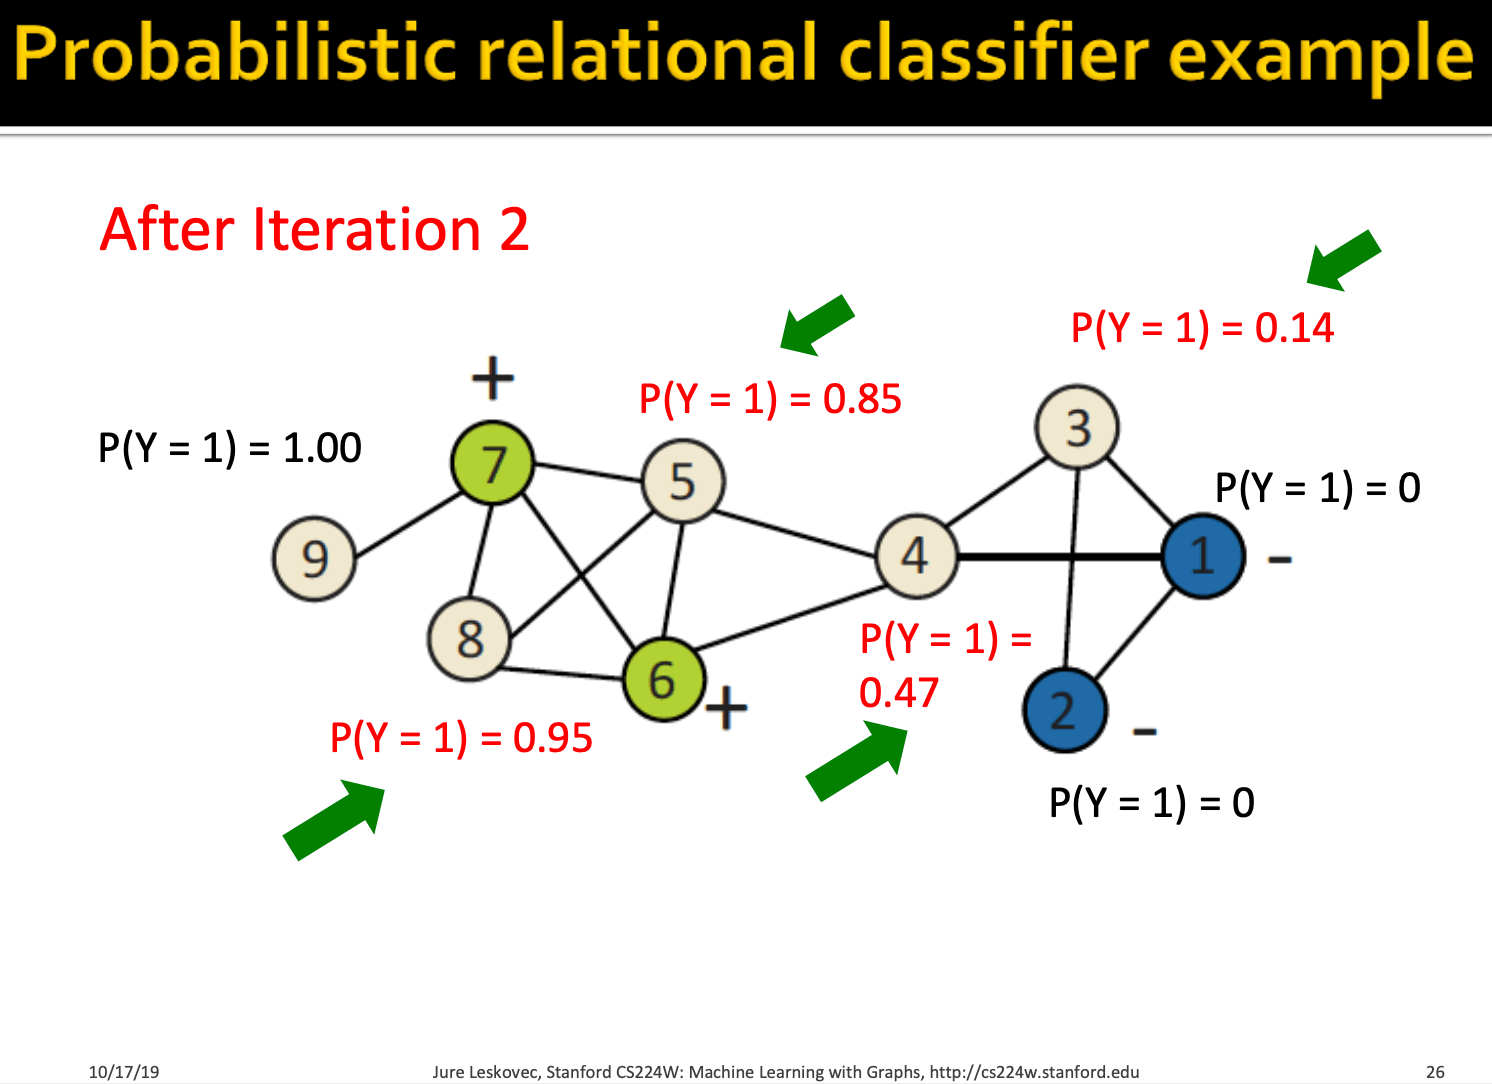 Probabilistic relational classifier example
After Iteration 2
P(Y = 1) = 0.14
+
P(Y = 1) = 0.85
P(Y = 1) = 1.00
7
5
3
P(Y = 1) = 0
9
4
1
-
8
P(Y = 1) =
0.47
6
+
2
-
P(Y = 1) = 0.95
P(Y = 1) = 0
10/17/19
Jure Leskovec, Stanford CS224W: Machine Learning with Graphs, http://cs224w.stanford.edu
26